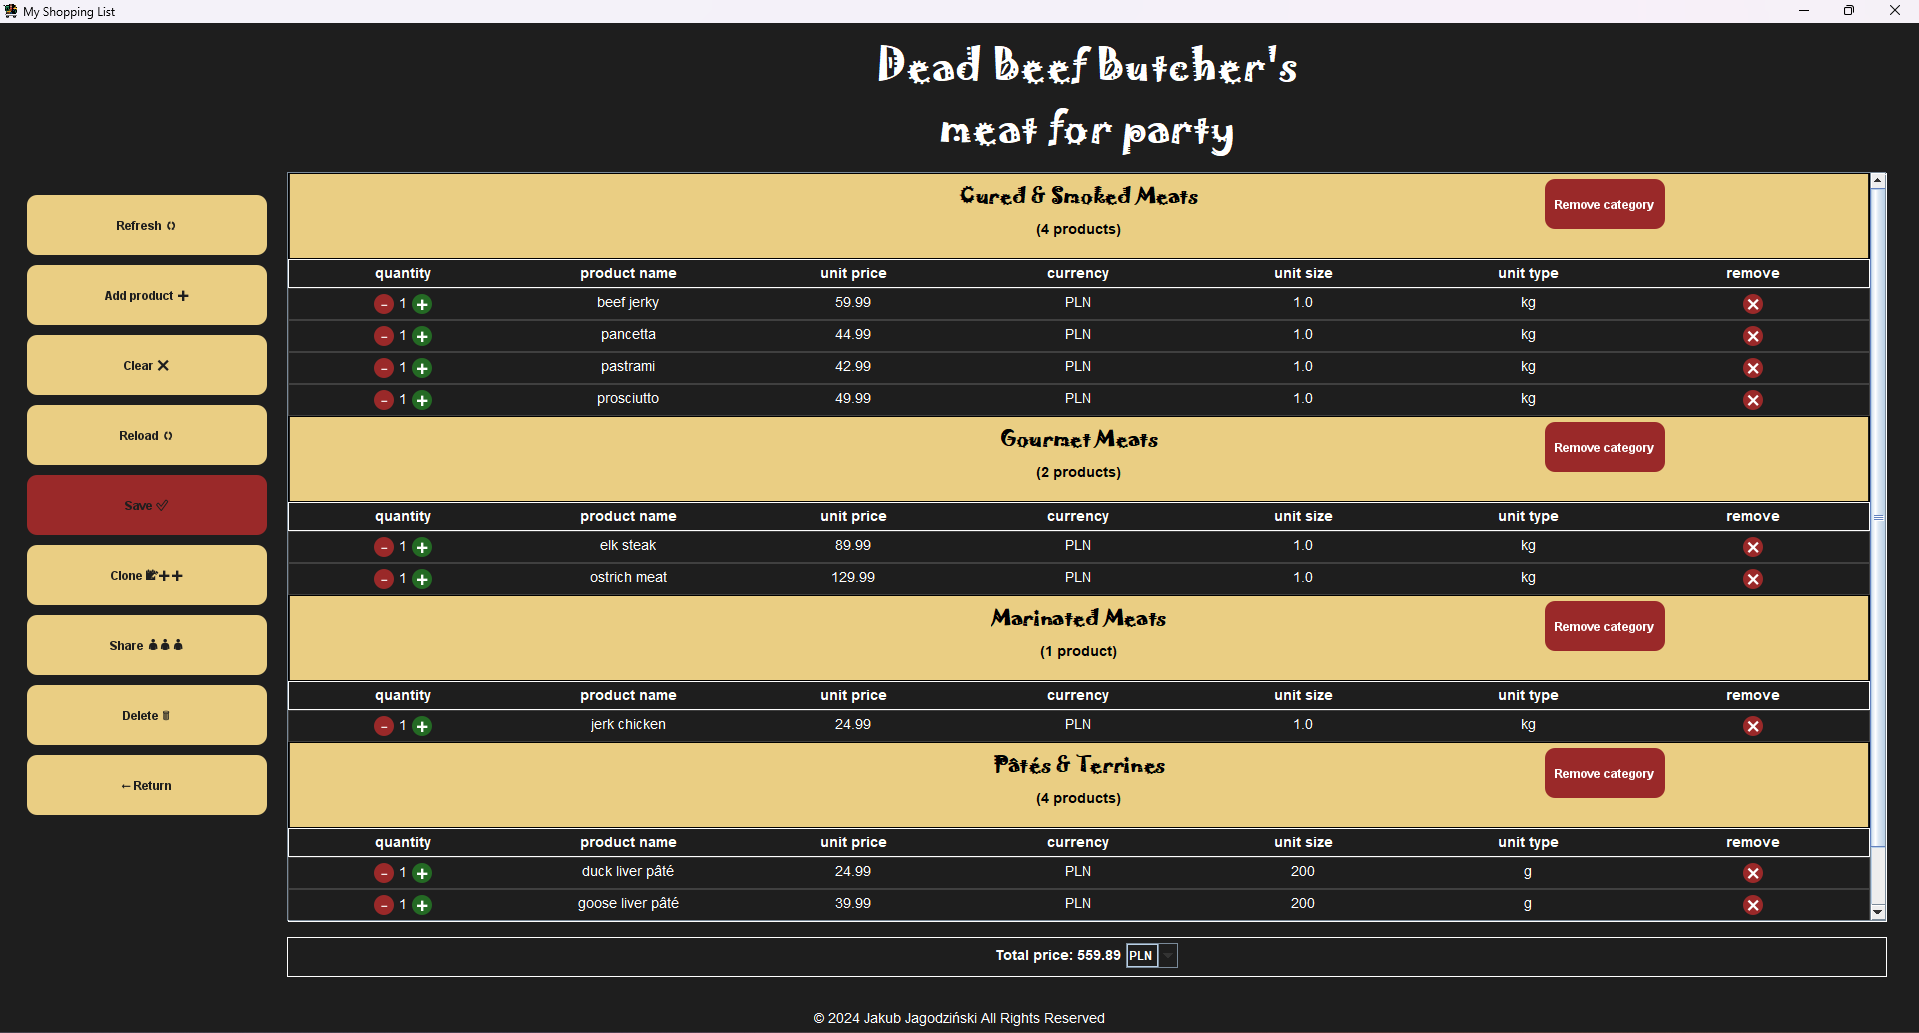 My Shopping List
Dead Beef Butcher's
meat for party
Refresh
Add product
Clear
Reload
Save
Clone
Share
Delete
Return
Cured & Smoked Meats
Remove category
(4 products)
quantity product name unit price currency unit size unit type remove
- 1 + beef jerky 59.99 PLN 1.0 kg
- 1 + pancetta 44.99 PLN 1.0 kg
- 1 + pastrami 42.99 PLN 1.0 kg
- 1 + prosciutto 49.99 PLN 1.0 kg
Gourmet Meats
Remove category
(2 products)
quantity product name unit price currency unit size unit type remove
- 1 + elk steak 89.99 PLN 1.0 kg
- 1 + ostrich meat 129.99 PLN 1.0 kg
Marinated Meats
Remove category
(1 product)
quantity product name unit price currency unit size unit type remove
- 1 + jerk chicken 24.99 PLN 1.0 kg
Pâtés & Terrines
Remove category
(4 products)
quantity product name unit price currency unit size unit type remove
- 1 + duck liver pâté 24.99 PLN 200 g
- 1 + goose liver pâté 39.99 PLN 200 g
Total price: 559.89 PLN
© 2024 Jakub Jagodziński All Rights Reserved